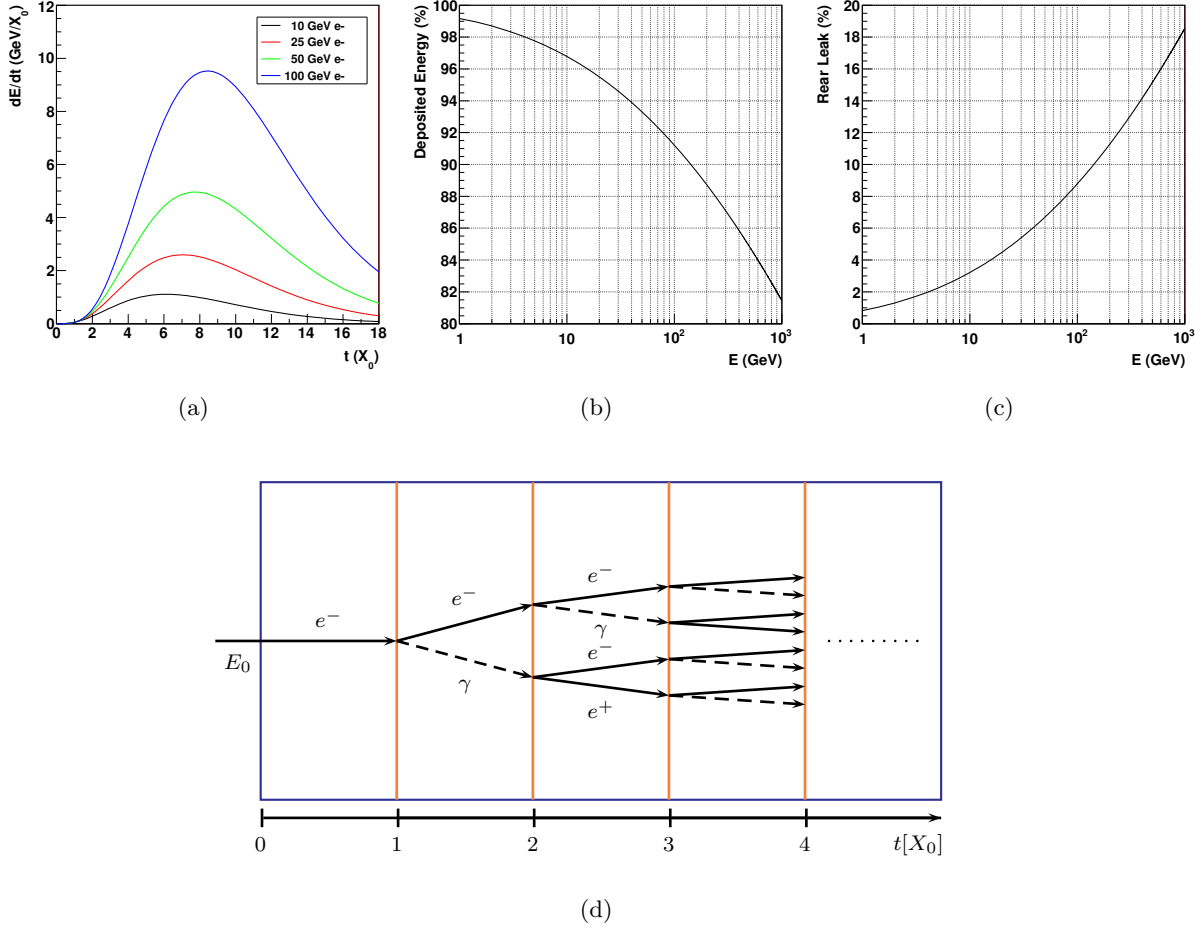 dE/dt (GeV/X₀)
12
10
8
6
4
2
0
0 2 4 6 8 10 12 14 16 18
t (X₀)
10 GeV e-
25 GeV e-
50 GeV e-
100 GeV e-
(a)
Deposited Energy (%)
100
98
96
94
92
90
88
86
84
82
80
1 10 10² 10³
E (GeV)
(b)
Rear Leak (%)
20
18
16
14
12
10
8
6
4
2
0
1 10 10² 10³
E (GeV)
(c)
e⁻
e⁻
e⁻
γ
e⁻
E₀
γ
e⁺
. . . . . . . . .
0 1 2 3 4 t[X₀]
(d)